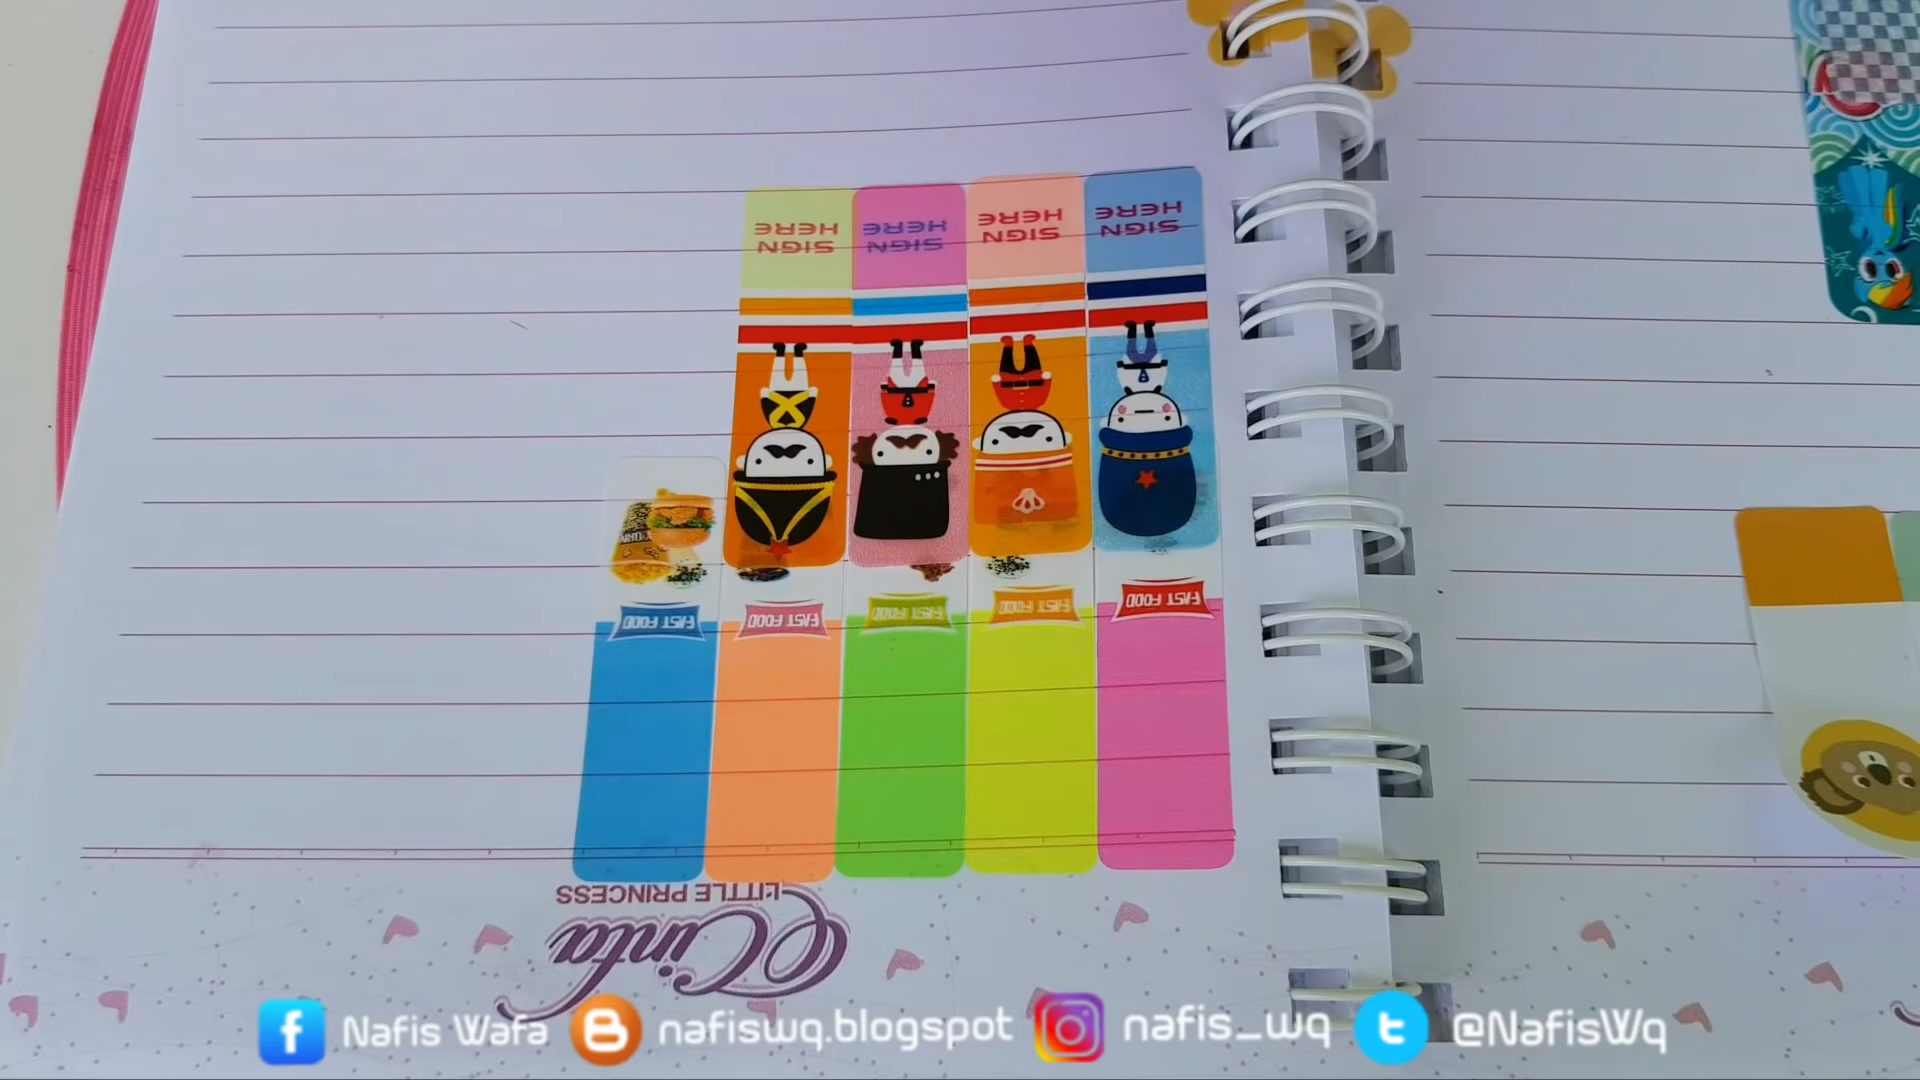 SIGN HERE
SIGN HERE
SIGN HERE
SIGN HERE
FAST FOOD
FAST FOOD
FAST FOOD
FAST FOOD
FAST FOOD
Cinta
LITTLE PRINCESS
Nafis Wafa
nafiswq.blogspot
nafis_wq
@NafisWq